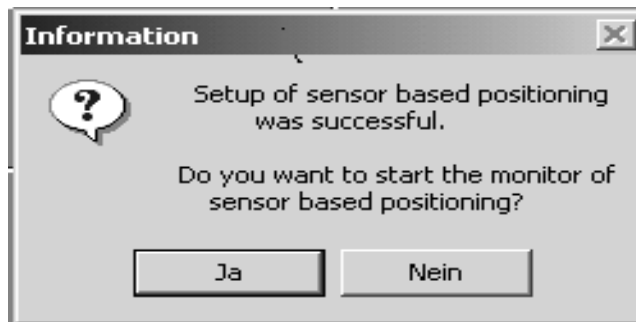 Information
Setup of sensor based positioning
was successful.
Do you want to start the monitor of
sensor based positioning?
Ja
Nein